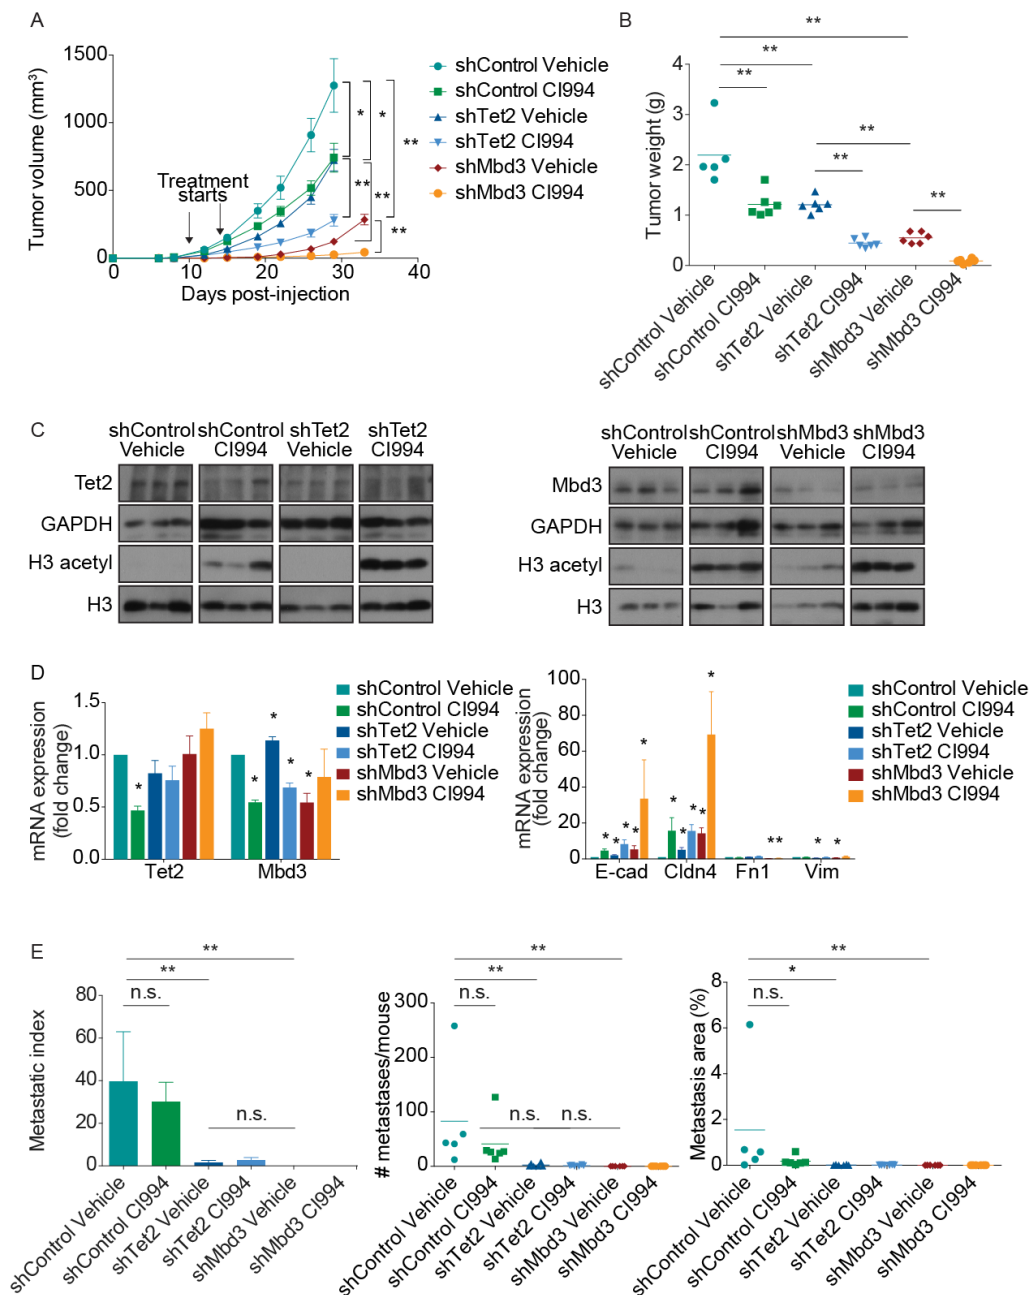 A
1500
1000
500
0
Tumor volume (mm³)
Treatment
starts
0 10 20 30 40
Days post-injection
* * ** ** ** **
shControl Vehicle
shControl CI994
shTet2 Vehicle
shTet2 CI994
shMbd3 Vehicle
shMbd3 CI994
B
**
**
**
**
**
**
4
3
2
1
0
Tumor weight (g)
shControl Vehicle
shControl CI994
shTet2 Vehicle
shTet2 CI994
shMbd3 Vehicle
shMbd3 CI994
C
shControl shControl shTet2 shTet2
Vehicle CI994 Vehicle CI994
Tet2
GAPDH
H3 acetyl
H3
shControl shControl shMbd3 shMbd3
Vehicle CI994 Vehicle CI994
Mbd3
GAPDH
H3 acetyl
H3
D
1.5
1.0
0.5
0.0
mRNA expression
(fold change)
* * * * *
Tet2 Mbd3
shControl Vehicle
shControl CI994
shTet2 Vehicle
shTet2 CI994
shMbd3 Vehicle
shMbd3 CI994
100
80
60
40
20
0
mRNA expression
(fold change)
* * * * * * * * * * ** * *
E-cad Cldn4 Fn1 Vim
shControl Vehicle
shControl CI994
shTet2 Vehicle
shTet2 CI994
shMbd3 Vehicle
shMbd3 CI994
E
**
**
n.s.
n.s.
80
60
40
20
0
Metastatic index
shControl Vehicle
shControl CI994
shTet2 Vehicle
shTet2 CI994
shMbd3 Vehicle
shMbd3 CI994
**
**
n.s.
n.s. n.s.
300
200
100
0
# metastases/mouse
shControl Vehicle
shControl CI994
shTet2 Vehicle
shTet2 CI994
shMbd3 Vehicle
shMbd3 CI994
**
*
n.s.
8
6
4
2
0
Metastasis area (%)
shControl Vehicle
shControl CI994
shTet2 Vehicle
shTet2 CI994
shMbd3 Vehicle
shMbd3 CI994